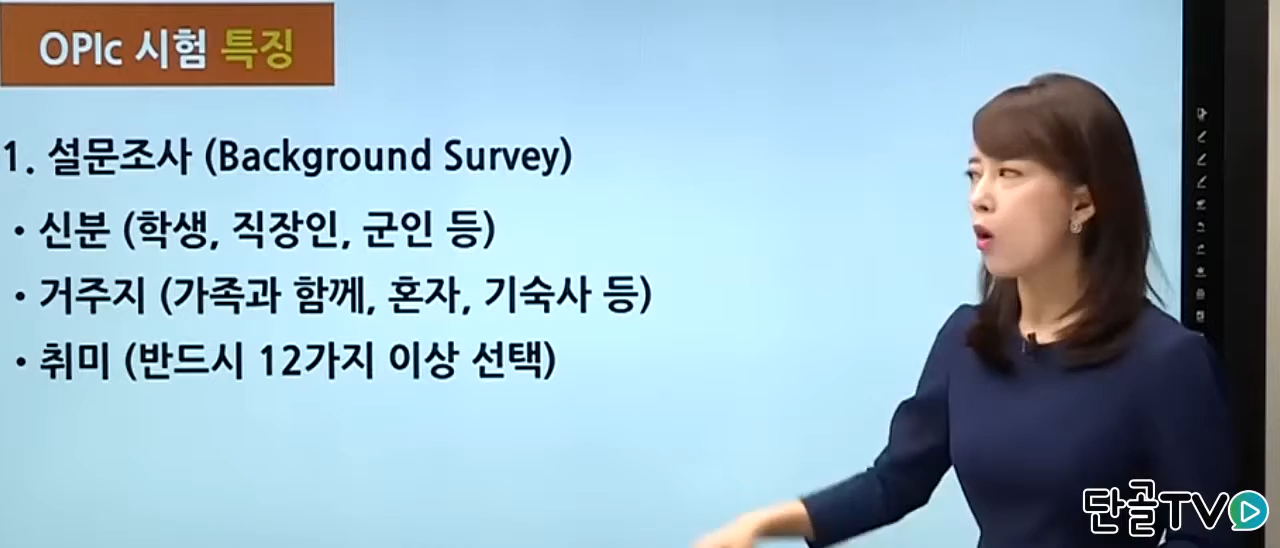 OPIc 시험 특징
1. 설문조사 (Background Survey)
• 신분 (학생, 직장인, 군인 등)
• 거주지 (가족과 함께, 혼자, 기숙사 등)
• 취미 (반드시 12가지 이상 선택)
단골TV